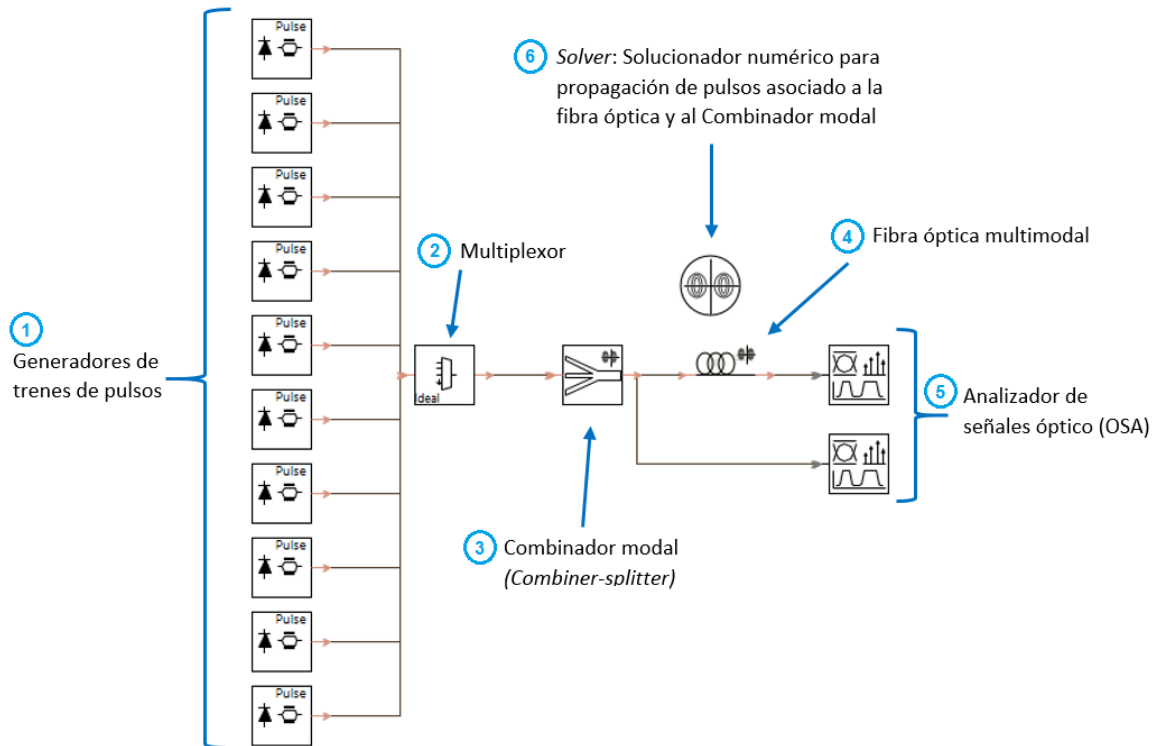 Pulse
Pulse
Pulse
Pulse
Pulse
Pulse
Pulse
Pulse
Pulse
Pulse
1
Generadores de
trenes de pulsos
2 Multiplexor
Ideal
3 Combinador modal
(Combiner-splitter)
6 Solver: Solucionador numérico para
propagación de pulsos asociado a la
fibra óptica y al Combinador modal
4 Fibra óptica multimodal
5 Analizador de
señales óptico (OSA)